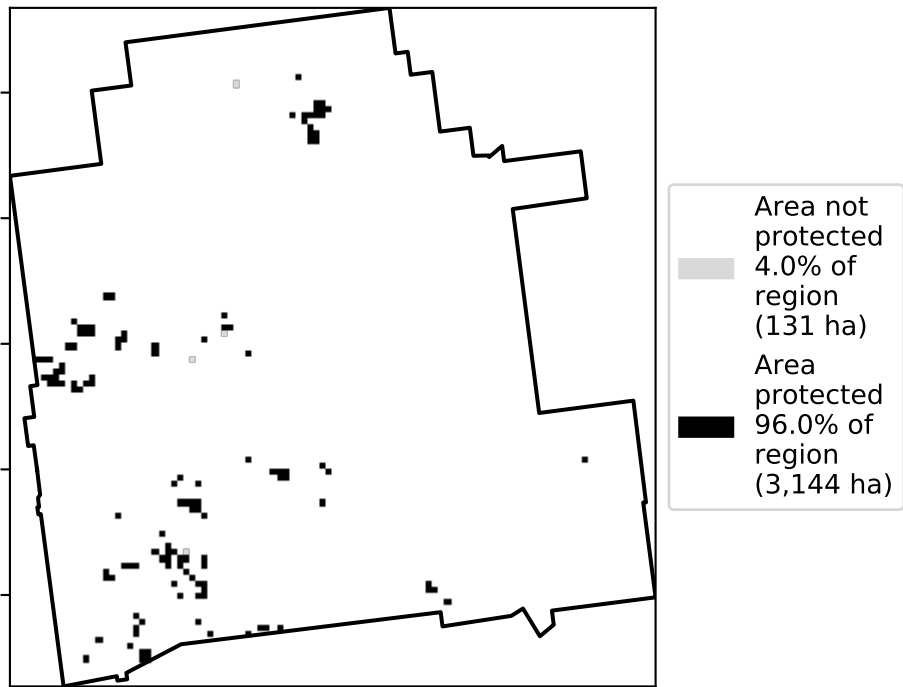 Area not
protected
4.0% of
region
(131 ha)
Area
protected
96.0% of
region
(3,144 ha)